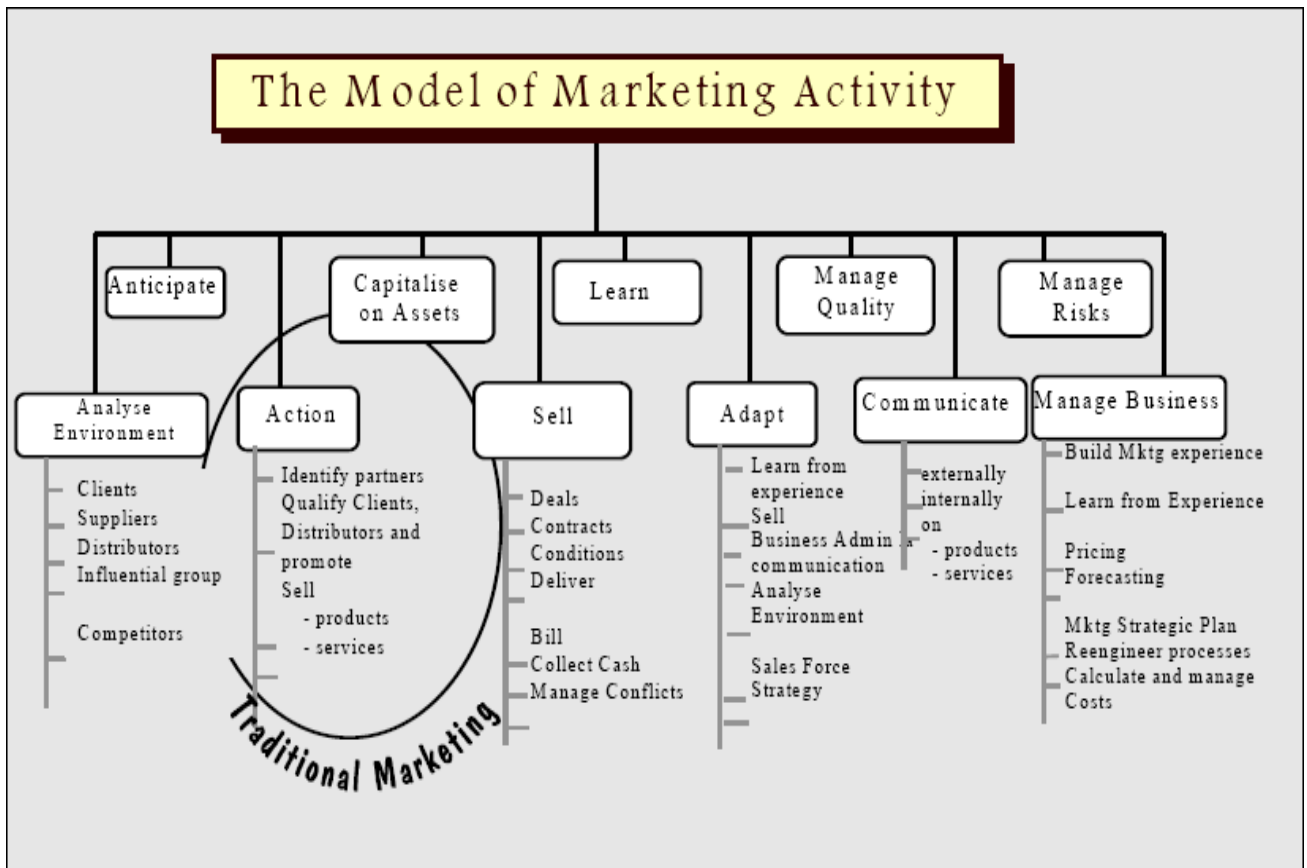 The Model of Marketing Activity
Anticipate
Capitalise
on Assets
Learn
Manage
Quality
Manage
Risks
Analyse
Environment
Clients
Suppliers
Distributors
Influential group
Competitors
Action
Identify partners
Qualify Clients,
Distributors and
promote
Sell
- products
- services
Traditional Marketing
Sell
Deals
Contracts
Conditions
Deliver
Bill
Collect Cash
Manage Conflicts
Adapt
Learn from
experience
Sell
Business Admin
communication
Analyse
Environment
Sales Force
Strategy
Communicate
externally
internally
on
- products
- services
Manage Business
Build Mktg experience
Learn from Experience
Pricing
Forecasting
Mktg Strategic Plan
Reengineer processes
Calculate and manage
Costs